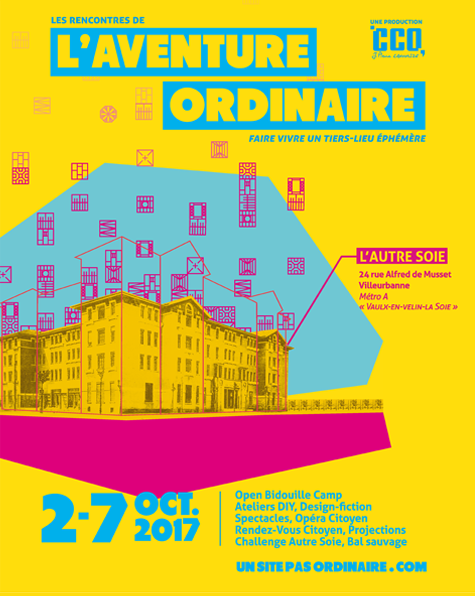 LES RENCONTRES DE
L'AVENTURE
ORDINAIRE
FAIRE VIVRE UN TIERS-LIEU ÉPHÉMÈRE
UNE PRODUCTION
CCO
L'AUTRE SOIE
24 rue Alfred de Musset
Villeurbanne
Métro A
« VAULX-EN-VELIN-LA SOIE »
2-7 OCT.
2017
Open Bidouille Camp
Ateliers DIY, Design-fiction
Spectacles, Opéra Citoyen
Rendez-Vous Citoyen, Projections
Challenge Autre Soie, Bal sauvage
UN SITE PAS ORDINAIRE . COM